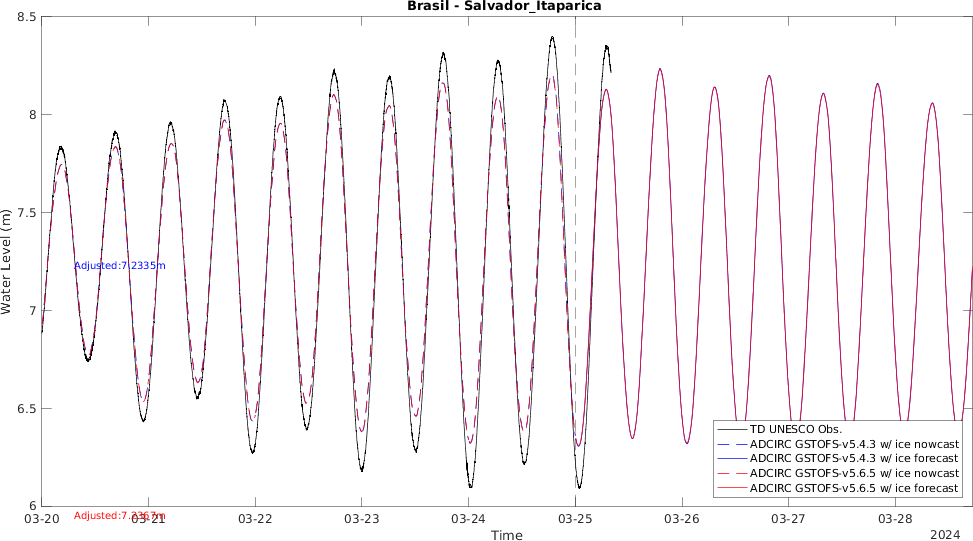 Brasil - Salvador_Itaparica
Water Level (m)
8.5
8
7.5
7
6.5
6
Adjusted:7.2335m
Adjusted:7.2367m
TD UNESCO Obs.
ADCIRC GSTOFS-v5.4.3 w/ ice nowcast
ADCIRC GSTOFS-v5.4.3 w/ ice forecast
ADCIRC GSTOFS-v5.6.5 w/ ice nowcast
ADCIRC GSTOFS-v5.6.5 w/ ice forecast
03-20 03-21 03-22 03-23 03-24 03-25 03-26 03-27 03-28
Time
2024